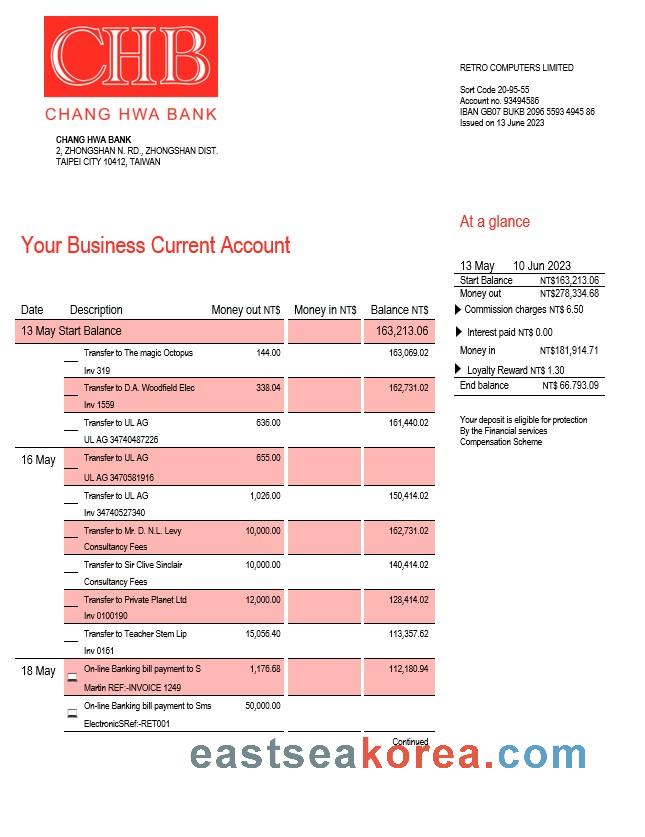 CHB
CHANG HWA BANK
CHANG HWA BANK
2, ZHONGSHAN N. RD., ZHONGSHAN DIST.
TAIPEI CITY 10412, TAIWAN
RETRO COMPUTERS LIMITED
Sort Code 20-95-55
Account no. 93494586
IBAN GB07 BUKB 2096 5593 4945 86
Issued on 13 June 2023
Your Business Current Account
At a glance
13 May 10 Jun 2023
Start Balance NT$163,213.06
Money out NT$278,334.68
Commission charges NT$ 6.50
Interest paid NT$ 0.00
Money in NT$181,914.71
Loyalty Reward NT$ 1.30
End balance NT$ 66.793.09
Your deposit is eligible for protection
By the Financial services
Compensation Scheme
Date Description Money out NT$ Money in NT$ Balance NT$
13 May Start Balance 163,213.06
Transfer to The magic Octopus 144.00 163,069.02
Inv 319
Transfer to D.A. Woodfield Elec 338.04 162,731.02
Inv 1559
Transfer to UL AG 636.00 161,440.02
UL AG 34740487226
16 May Transfer to UL AG 655.00
UL AG 3470581916
Transfer to UL AG 1,026.00 150,414.02
Inv 34740527340
Transfer to Mr. D. N.L. Levy 10,000.00 162,731.02
Consultancy Fees
Transfer to Sir Clive Sinclair 10,000.00 140,414.02
Consultancy Fees
Transfer to Private Planet Ltd 12,000.00 128,414.02
Inv 0100190
Transfer to Teacher Stem Lip 15,056.40 113,357.62
Inv 0161
18 May On-line Banking bill payment to S 1,176.68 112,180.94
Martin REF:-INVOICE 1249
On-line Banking bill payment to Sms 50,000.00
ElectronicSRef:-RET001
Continued
eastseakorea.com